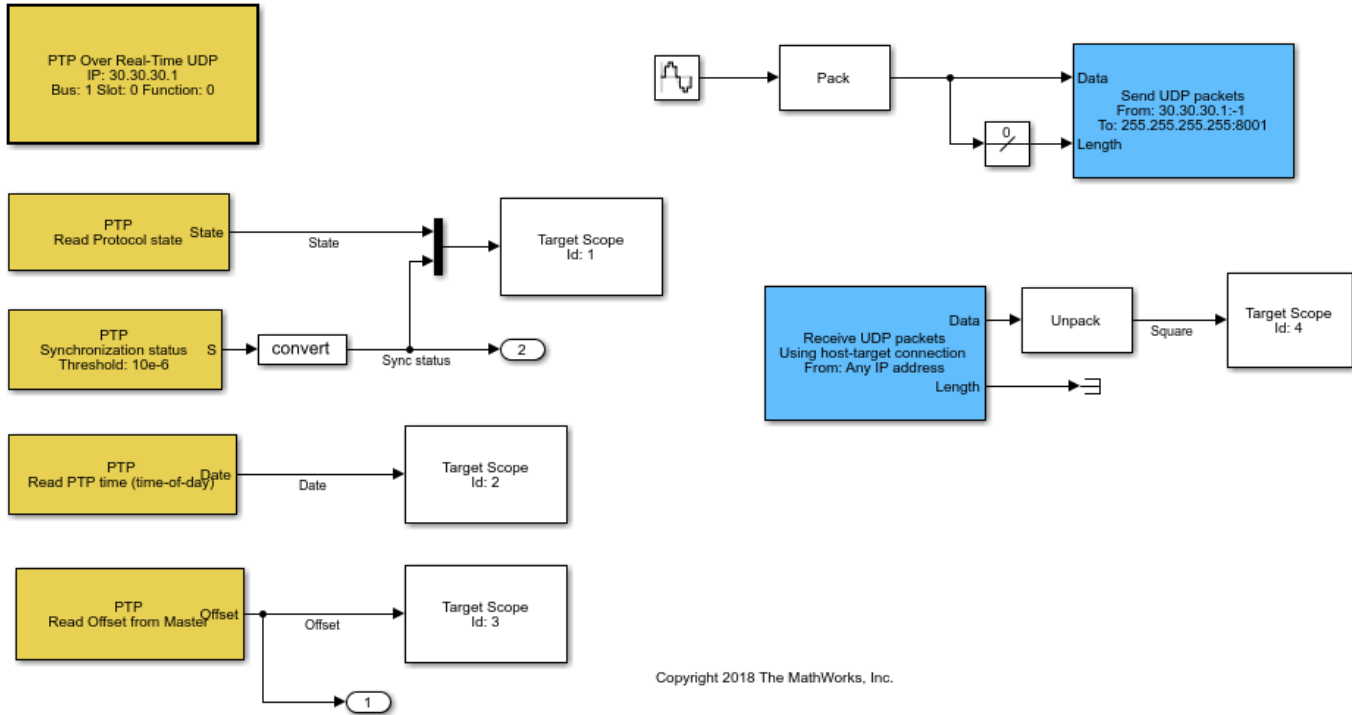 PTP Over Real-Time UDP
IP: 30.30.30.1
Bus: 1 Slot: 0 Function: 0
Pack
Data
Send UDP packets
From: 30.30.30.1:-1
To: 255.255.255.255:8001
Length
0
PTP
Read Protocol state
State
State
Target Scope
Id: 1
PTP
Synchronization status
Threshold: 10e-6
S
convert
Sync status
2
Receive UDP packets
Using host-target connection
From: Any IP address
Data
Length
Unpack
Square
Target Scope
Id: 4
PTP
Read PTP time (time-of-day)
Date
Date
Target Scope
Id: 2
PTP
Read Offset from Master
Offset
Offset
Target Scope
Id: 3
1
Copyright 2018 The MathWorks, Inc.